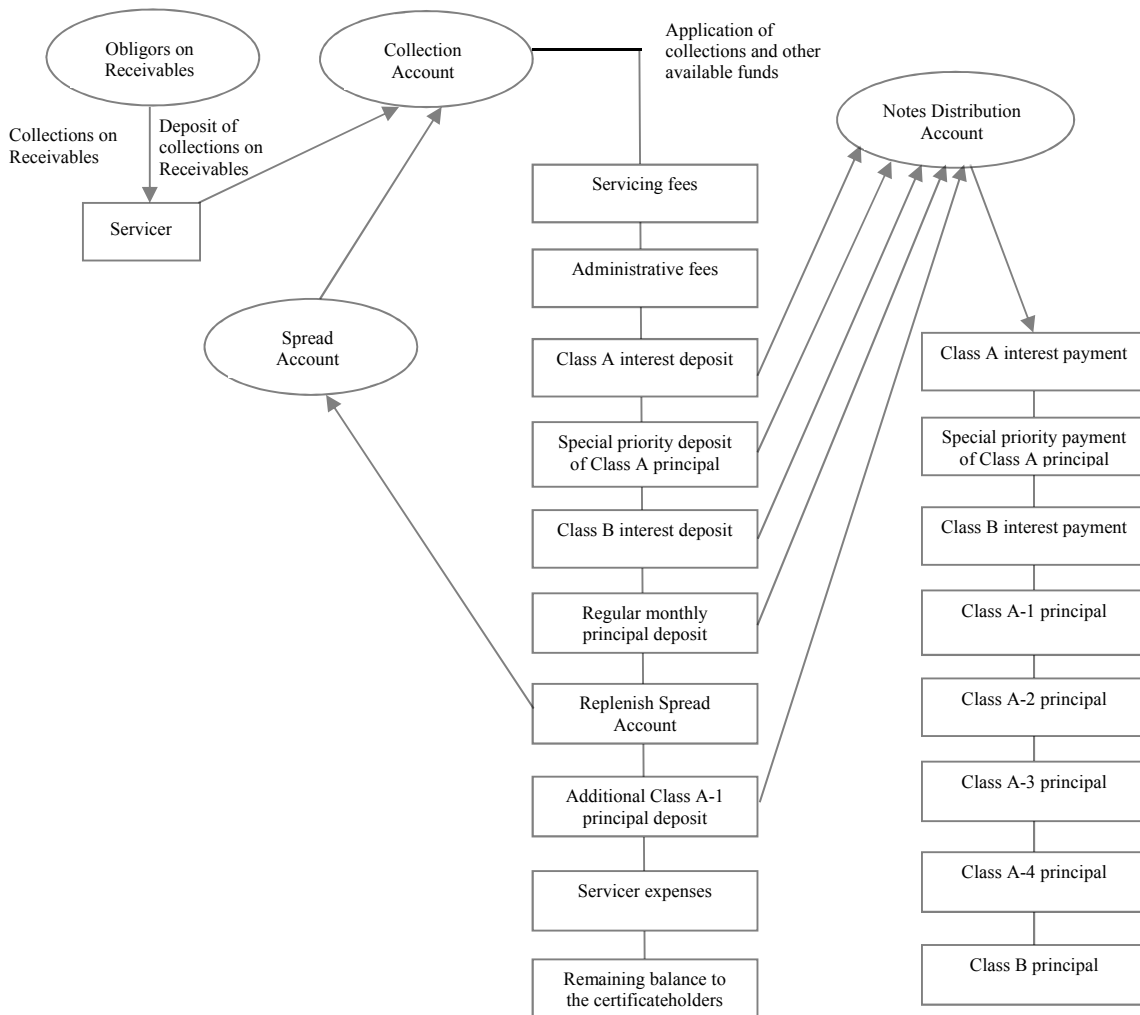 Obligors on
Receivables
Collection
Account
Application of
collections and other
available funds
Notes Distribution
Account
Collections on
Receivables
Deposit of
collections on
Receivables
Servicer
Spread
Account
Servicing fees
Administrative fees
Class A interest deposit
Special priority deposit
of Class A principal
Class B interest deposit
Regular monthly
principal deposit
Replenish Spread
Account
Additional Class A-1
principal deposit
Servicer expenses
Remaining balance to
the certificateholders
Class A interest payment
Special priority payment
of Class A principal
Class B interest payment
Class A-1 principal
Class A-2 principal
Class A-3 principal
Class A-4 principal
Class B principal